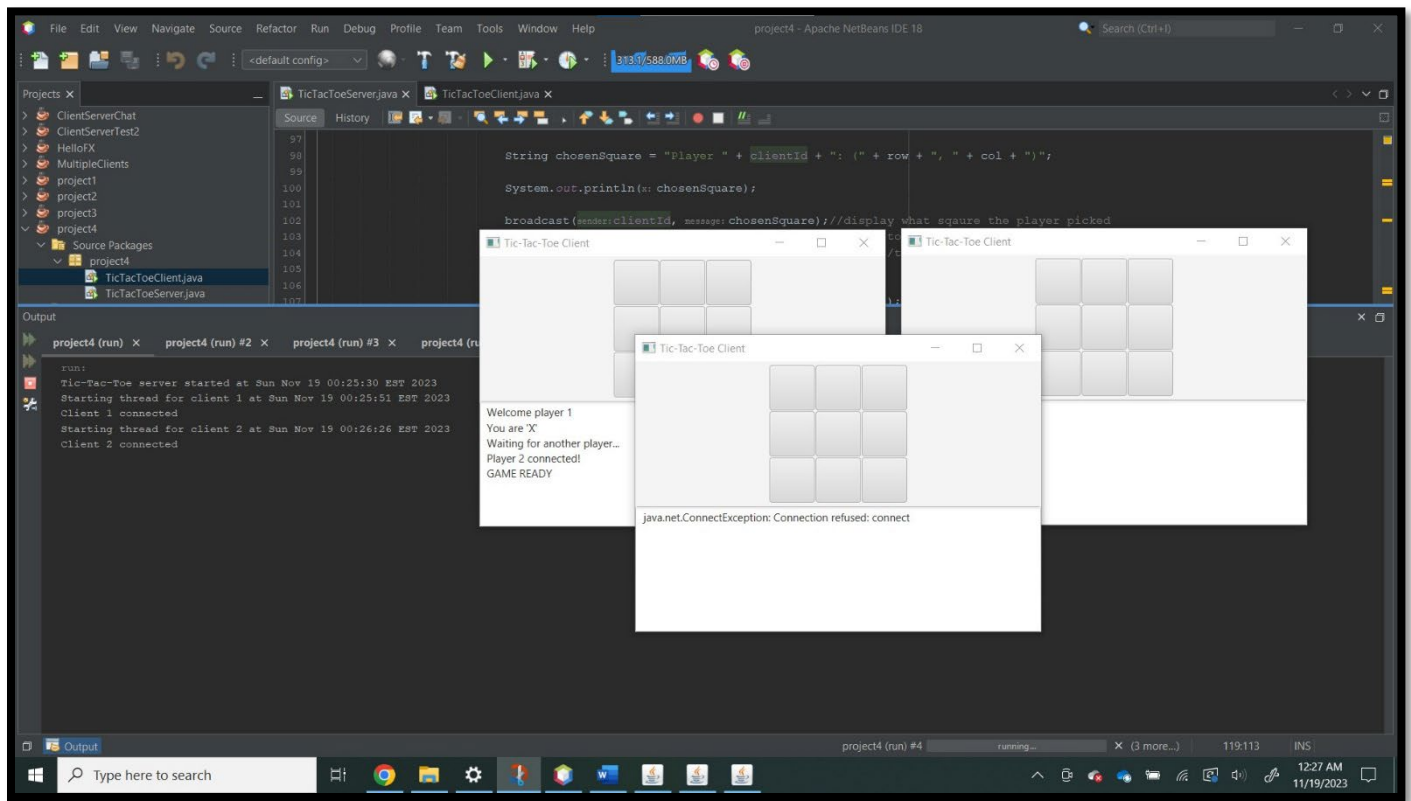 File Edit View Navigate Source Refactor Run Debug Profile Team Tools Window Help
project4 - Apache NetBeans IDE 18
Search (Ctrl+I)
<default config>
313.1/588.0MB
Projects
TicTacToeServer.java
TicTacToeClient.java
ClientServerChat
ClientServerTest2
HelloFX
MultipleClients
project1
project2
project3
project4
Source Packages
project4
TicTacToeClient.java
TicTacToeServer.java
Source History
97
98 String chosenSquare = "Player " + clientId + ": (" + row + ", " + col + ")";
99
100 System.out.println(x: chosenSquare);
101
102 broadcast(sender:clientId, message: chosenSquare);//display what sqaure the player picked
103
104
105
106
107
Output
project4 (run) project4 (run) #2 project4 (run) #3
run:
Tic-Tac-Toe server started at Sun Nov 19 00:25:30 EST 2023
Starting thread for client 1 at Sun Nov 19 00:25:51 EST 2023
Client 1 connected
Starting thread for client 2 at Sun Nov 19 00:26:26 EST 2023
Client 2 connected
Tic-Tac-Toe Client
Welcome player 1
You are 'X'
Waiting for another player...
Player 2 connected!
GAME READY
Tic-Tac-Toe Client
Tic-Tac-Toe Client
java.net.ConnectException: Connection refused: connect
Output
project4 (run) #4 running... (3 more...) 119:113 INS
Type here to search
12:27 AM
11/19/2023